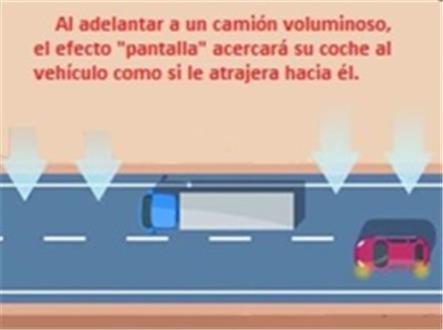 Al adelantar a un camión voluminoso,
el efecto "pantalla" acercará su coche al
vehículo como si le atrajera hacia él.